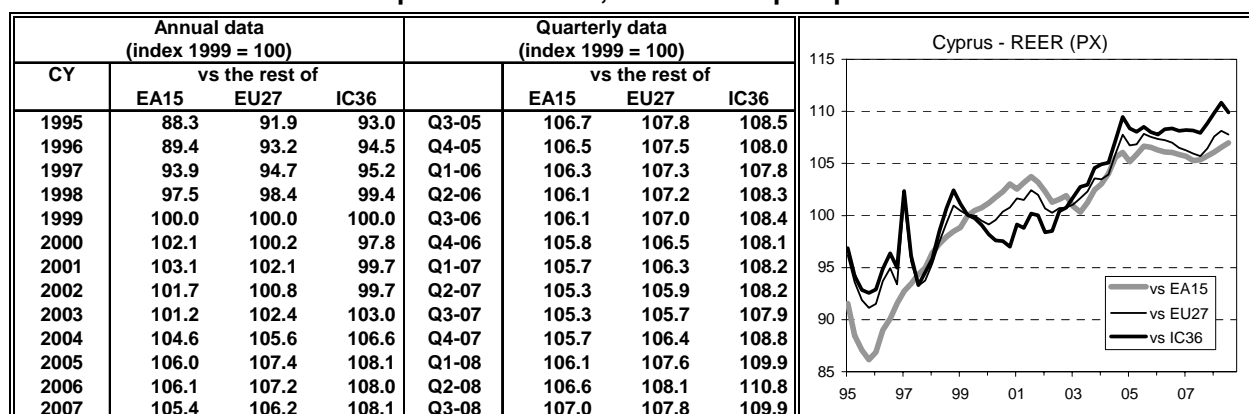 Annual data Quarterly data
(index 1999 = 100) (index 1999 = 100)
CY vs the rest of vs the rest of
EA15 EU27 IC36 EA15 EU27 IC36
1995 88.3 91.9 93.0 Q3-05 106.7 107.8 108.5
1996 89.4 93.2 94.5 Q4-05 106.5 107.5 108.0
1997 93.9 94.7 95.2 Q1-06 106.3 107.3 107.8
1998 97.5 98.4 99.4 Q2-06 106.1 107.2 108.3
1999 100.0 100.0 100.0 Q3-06 106.1 107.0 108.4
2000 102.1 100.2 97.8 Q4-06 105.8 106.5 108.1
2001 103.1 102.1 99.7 Q1-07 105.7 106.3 108.2
2002 101.7 100.8 99.7 Q2-07 105.3 105.9 108.2
2003 101.2 102.4 103.0 Q3-07 105.3 105.7 107.9
2004 104.6 105.6 106.6 Q4-07 105.7 106.4 108.8
2005 106.0 107.4 108.1 Q1-08 106.1 107.6 109.9
2006 106.1 107.2 108.0 Q2-08 106.6 108.1 110.8
2007 105.4 106.2 108.1 Q3-08 107.0 107.8 109.9
Cyprus - REER (PX)
115
110
105
100
95
90
85
95 97 99 01 03 05 07
vs EA15
vs EU27
vs IC36